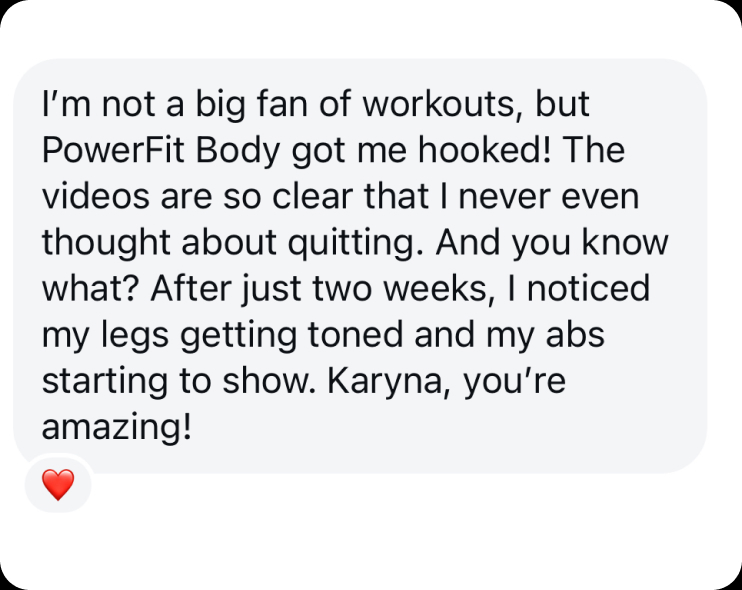 I’m not a big fan of workouts, but
PowerFit Body got me hooked! The
videos are so clear that I never even
thought about quitting. And you know
what? After just two weeks, I noticed
my legs getting toned and my abs
starting to show. Karyna, you’re
amazing!